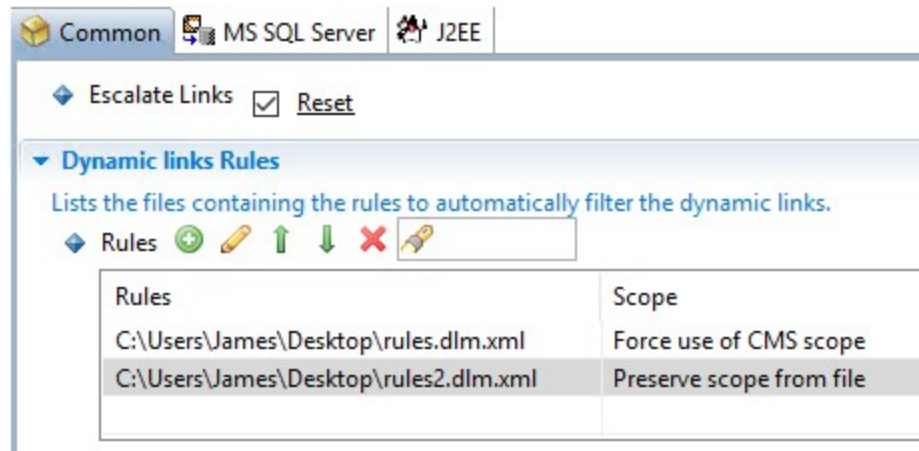 Common MS SQL Server J2EE
Escalate Links Reset
Dynamic links Rules
Lists the files containing the rules to automatically filter the dynamic links.
Rules
Rules Scope
C:\Users\James\Desktop\rules.dlm.xml Force use of CMS scope
C:\Users\James\Desktop\rules2.dlm.xml Preserve scope from file